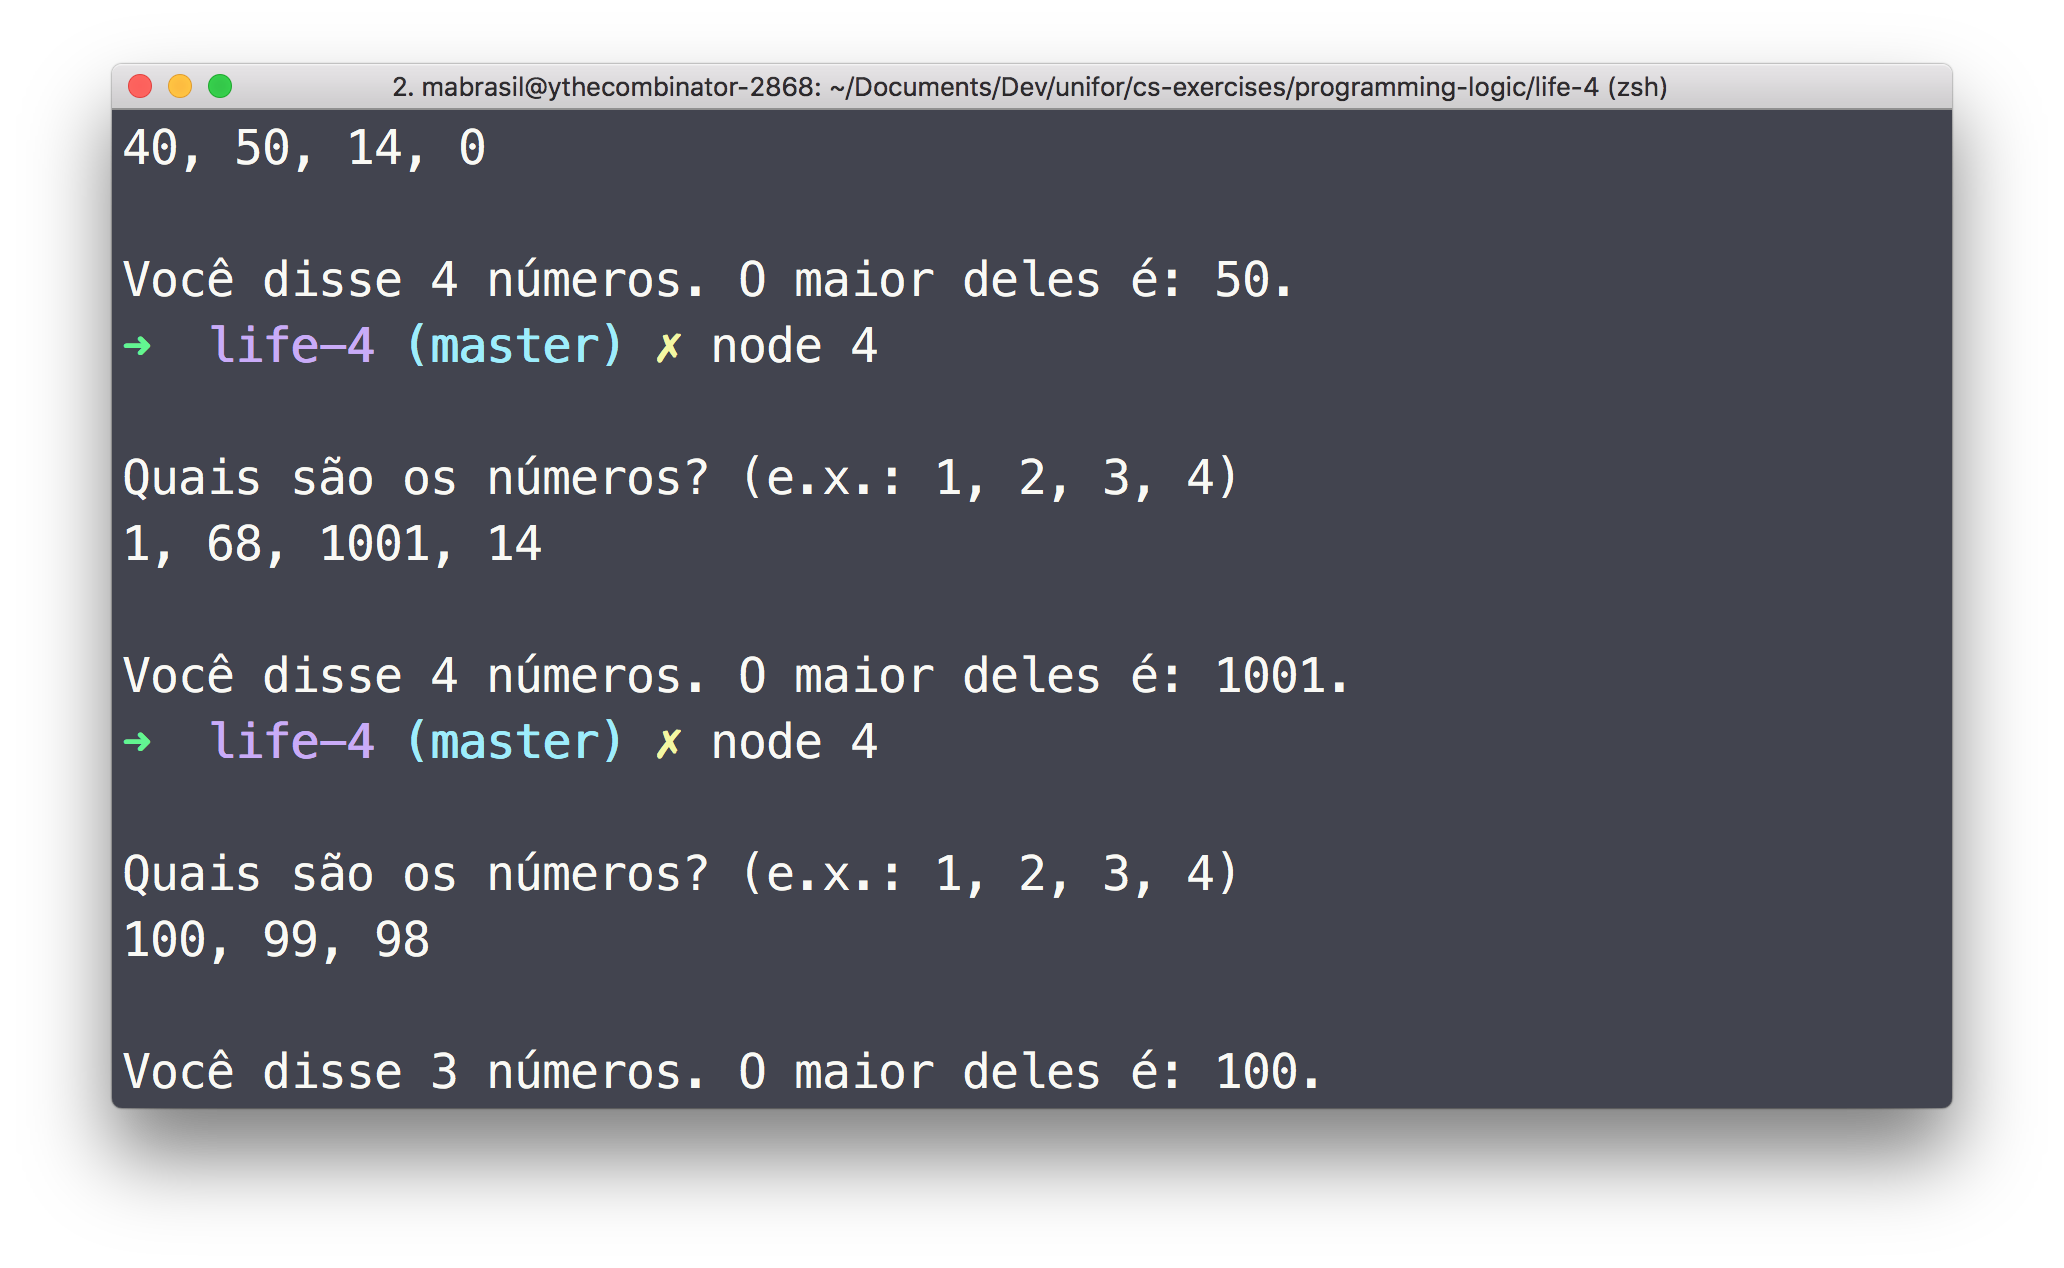 2. mabrasil@ythecombinator-2868: ~/Documents/Dev/unifor/cs-exercises/programming-logic/life-4 (zsh)
40, 50, 14, 0
Você disse 4 números. O maior deles é: 50.
➜  life-4 (master) ✗ node 4
Quais são os números? (e.x.: 1, 2, 3, 4)
1, 68, 1001, 14
Você disse 4 números. O maior deles é: 1001.
➜  life-4 (master) ✗ node 4
Quais são os números? (e.x.: 1, 2, 3, 4)
100, 99, 98
Você disse 3 números. O maior deles é: 100.